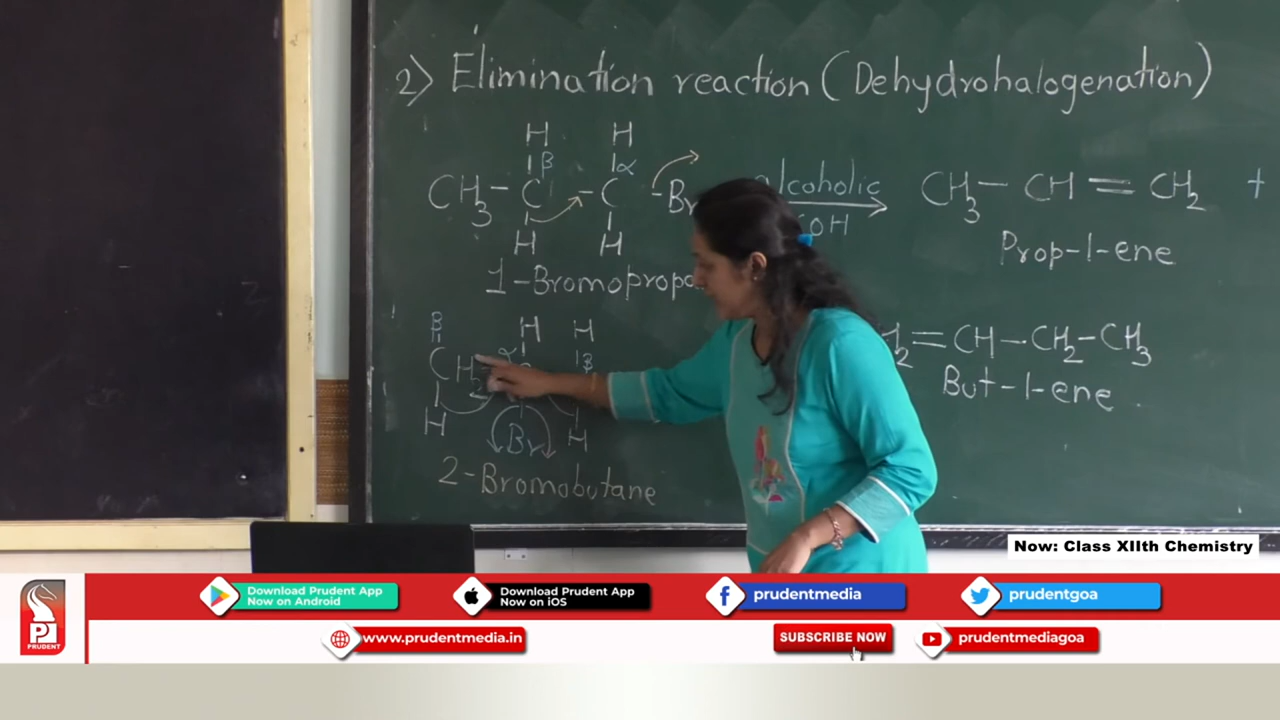 2) Elimination reaction (Dehydrohalogenation)
H H
β α
CH3 – C – C – Br alcoholic CH3 – CH = CH2 +
H H
Prop-1-ene
1-Bromopropa
β H H
α β
CH2
=CH – CH2 – CH3
But-1-ene
H Br H
2-Bromobutane
Now: Class XIIth Chemistry
Download Prudent App
Now on Android
Download Prudent App
Now on iOS
prudentmedia
prudentgoa
PRUDENT
www.prudentmedia.in
SUBSCRIBE NOW
prudentmediagoa